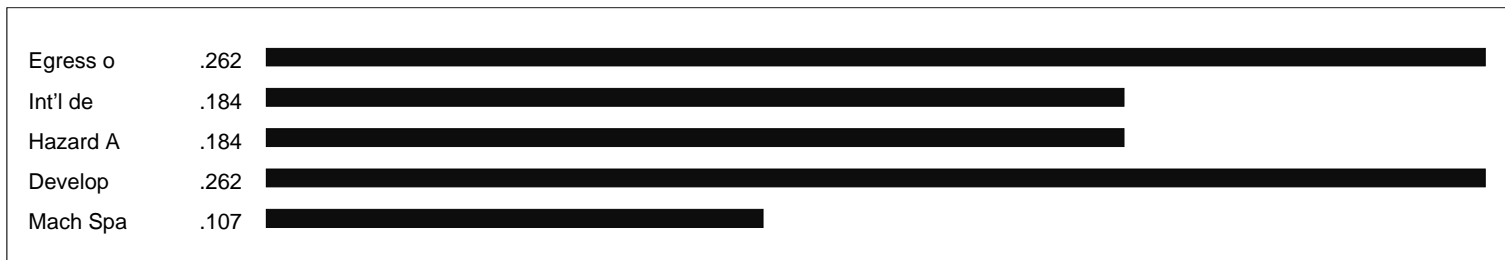 Egress o .262
Int'l de .184
Hazard A .184
Develop .262
Mach Spa .107